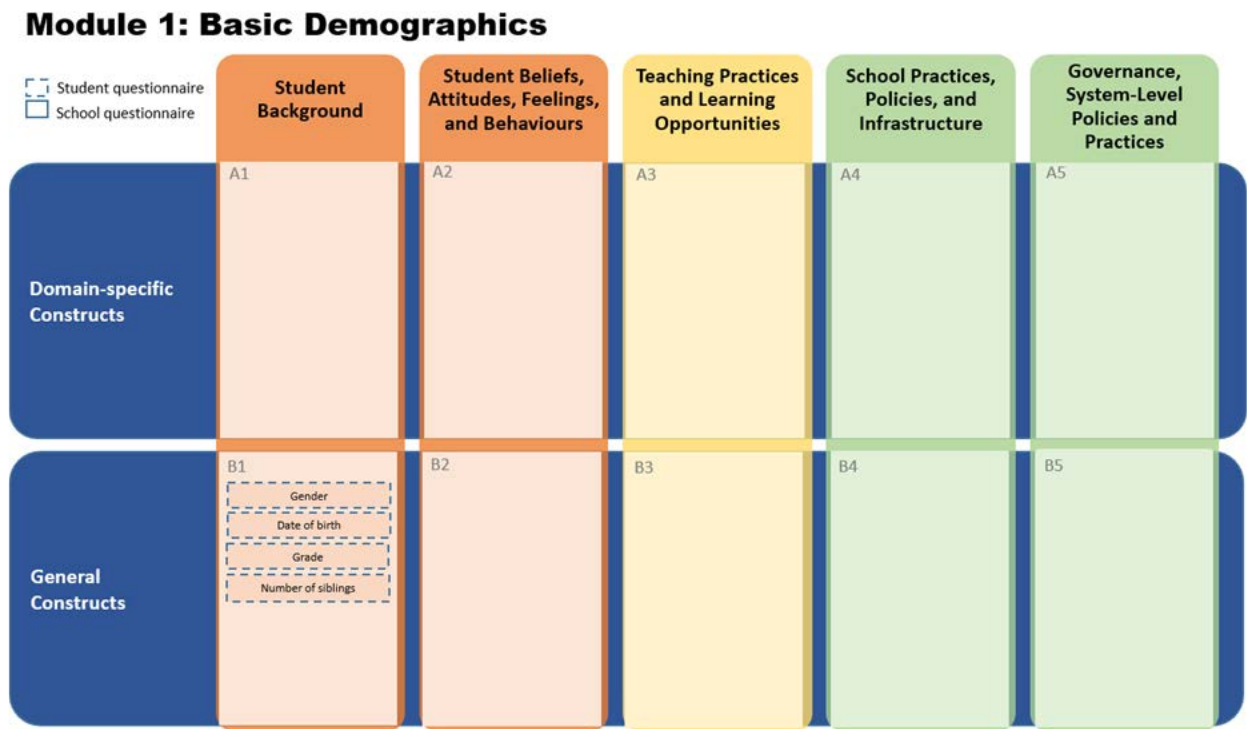 Module 1: Basic Demographics
Student questionnaire
School questionnaire
Student
Background
Student Beliefs,
Attitudes, Feelings,
and Behaviours
Teaching Practices
and Learning
Opportunities
School Practices,
Policies, and
Infrastructure
Governance,
System-Level
Policies and
Practices
Domain-specific
Constructs
A1
A2
A3
A4
A5
General
Constructs
B1
Gender
Date of birth
Grade
Number of siblings
B2
B3
B4
B5